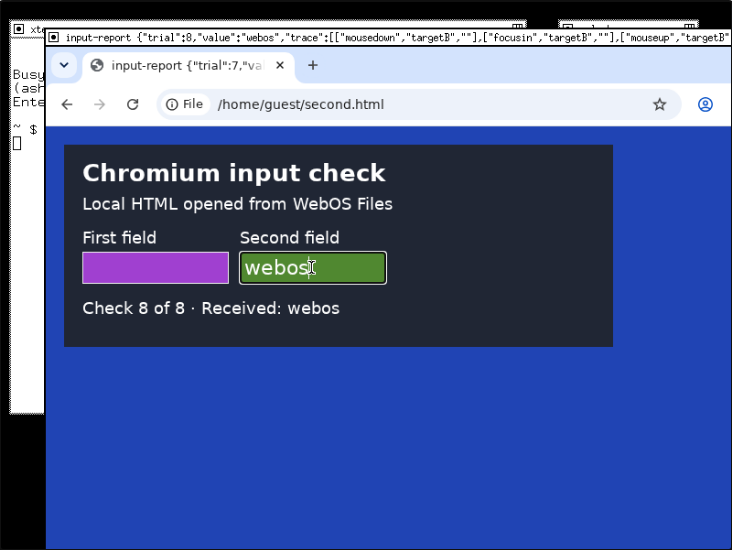 xte
input-report {"trial":8,"value":"webos","trace":[["mousedown","targetB",""],["focusin","targetB",""],["mouseup","targetB"
Busy
(ash
Ente
~ $
input-report {"trial":7,"va
File
/home/guest/second.html
Chromium input check
Local HTML opened from WebOS Files
First field
Second field
webos
Check 8 of 8 · Received: webos